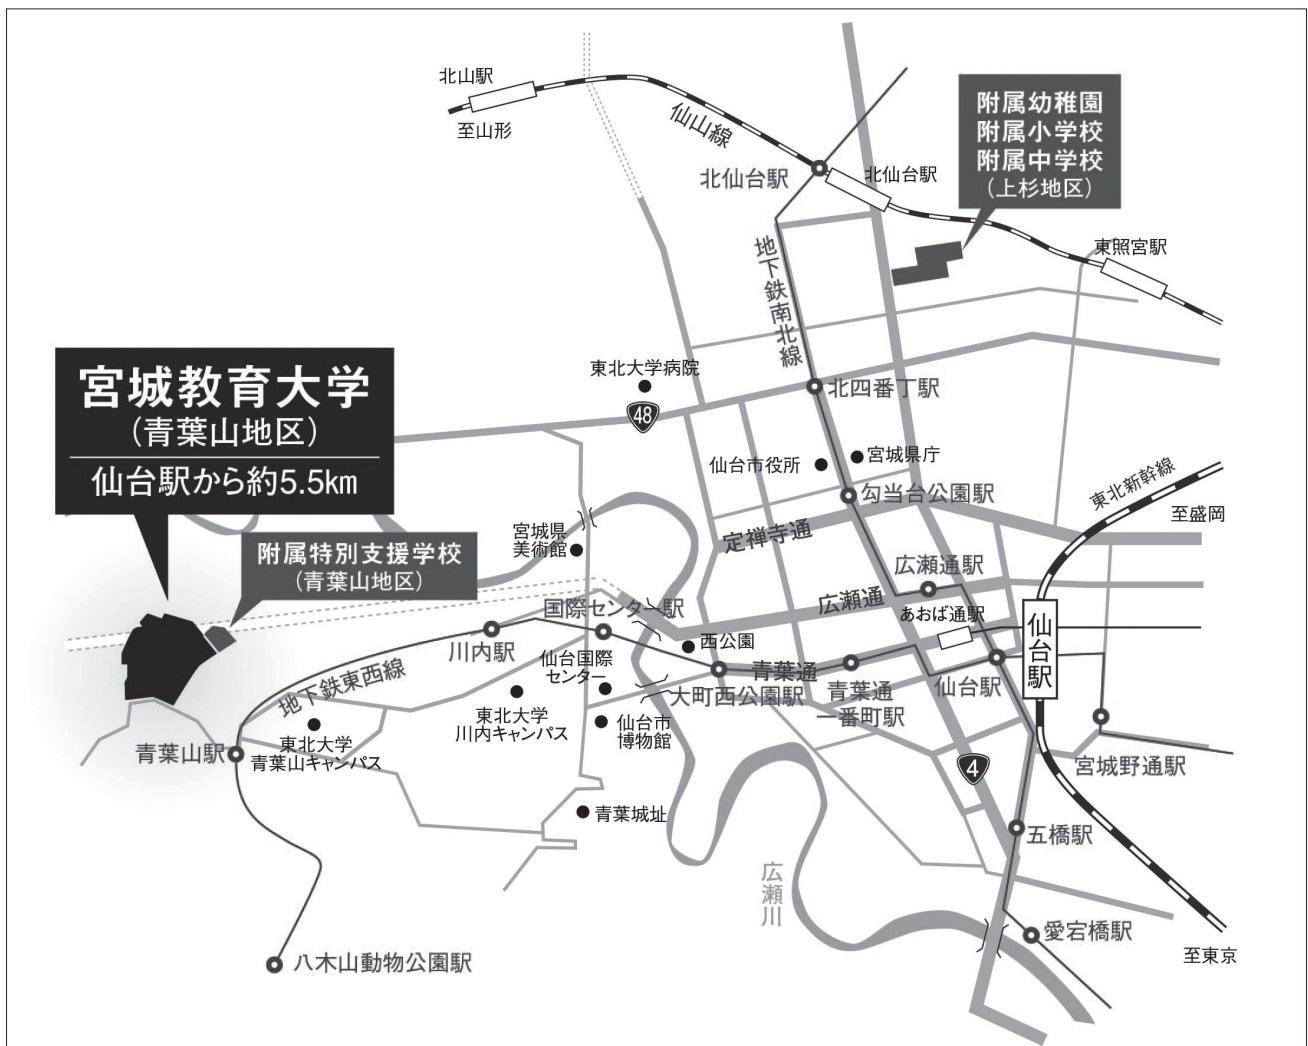 北山駅
至山形
仙山線
北仙台駅
北仙台駅
附属幼稚園
附属小学校
附属中学校
(上杉地区)
東照宮駅
地下鉄南北線
東北大学病院
48
北四番丁駅
宮城教育大学
(青葉山地区)
仙台駅から約5.5km
仙台市役所
宮城県庁
勾当台公園駅
東北新幹線
至盛岡
定禅寺通
宮城県
美術館
附属特別支援学校
(青葉山地区)
広瀬通駅
広瀬通
あおば通駅
国際センター駅
西公園
仙台駅
川内駅
仙台国際
センター
青葉通
大町西公園駅
青葉通
一番町駅
仙台駅
地下鉄東西線
東北大学
川内キャンパス
仙台市
博物館
青葉山駅
東北大学
青葉山キャンパス
4
宮城野通駅
青葉城址
五橋駅
広瀬川
愛宕橋駅
至東京
八木山動物公園駅